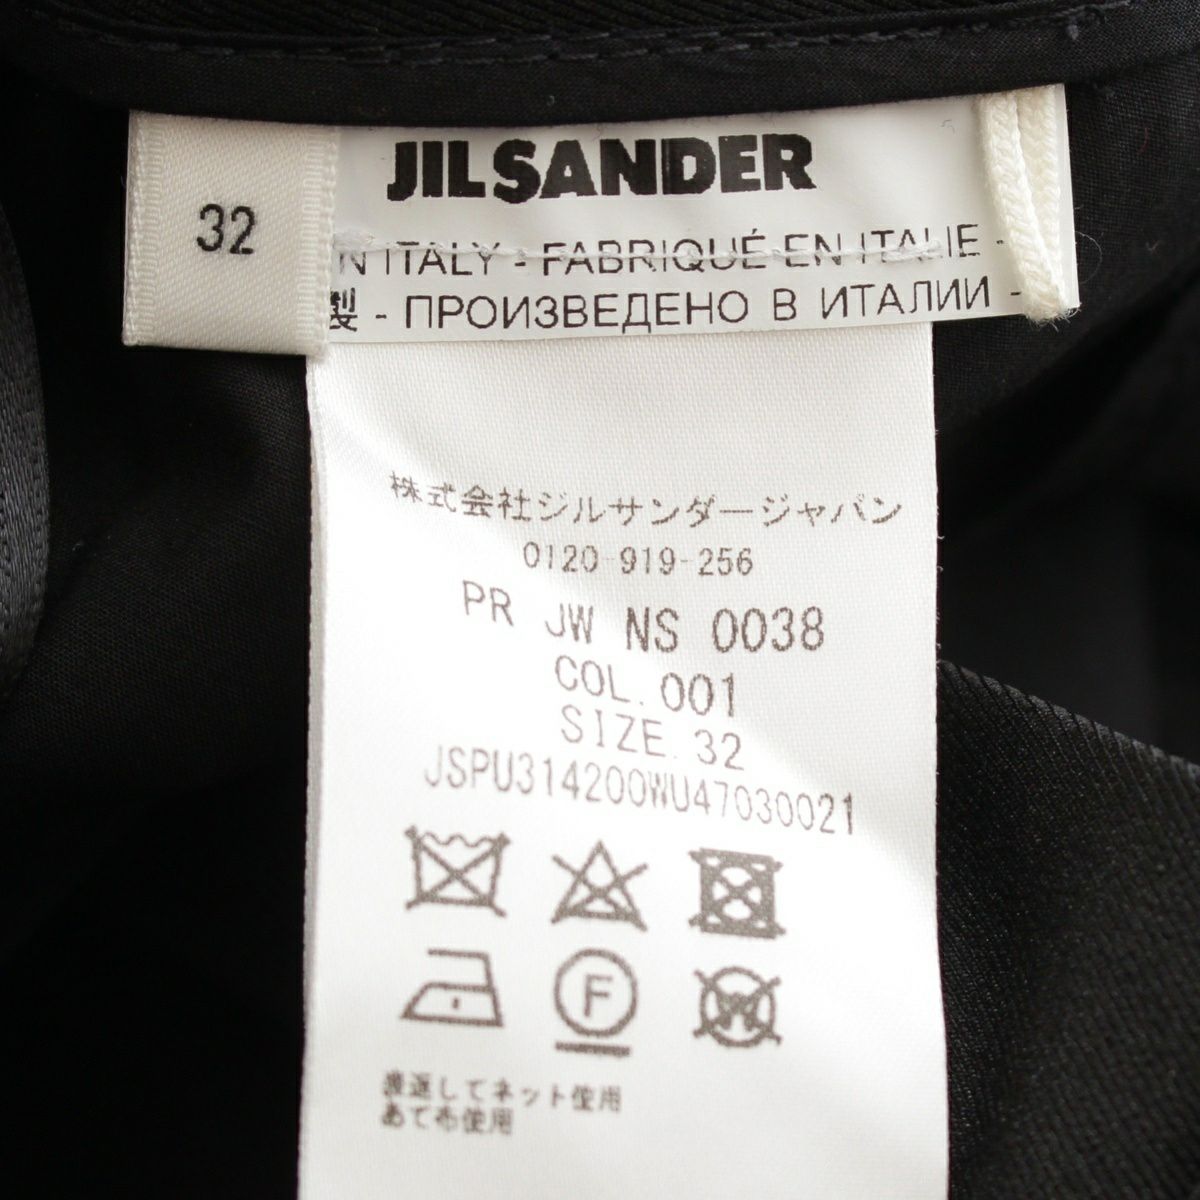 32
JIL SANDER
N ITALY - FABRIQUÉ EN ITALIE -
製 - ПРОИЗВЕДЕНО В ИТАЛИИ -
株式会社ジルサンダージャパン
0120-919-256
PR JW NS 0038
COL. 001
SIZE. 32
JSPU314200WU47030021
F
W
裏返してネット使用
あて布使用